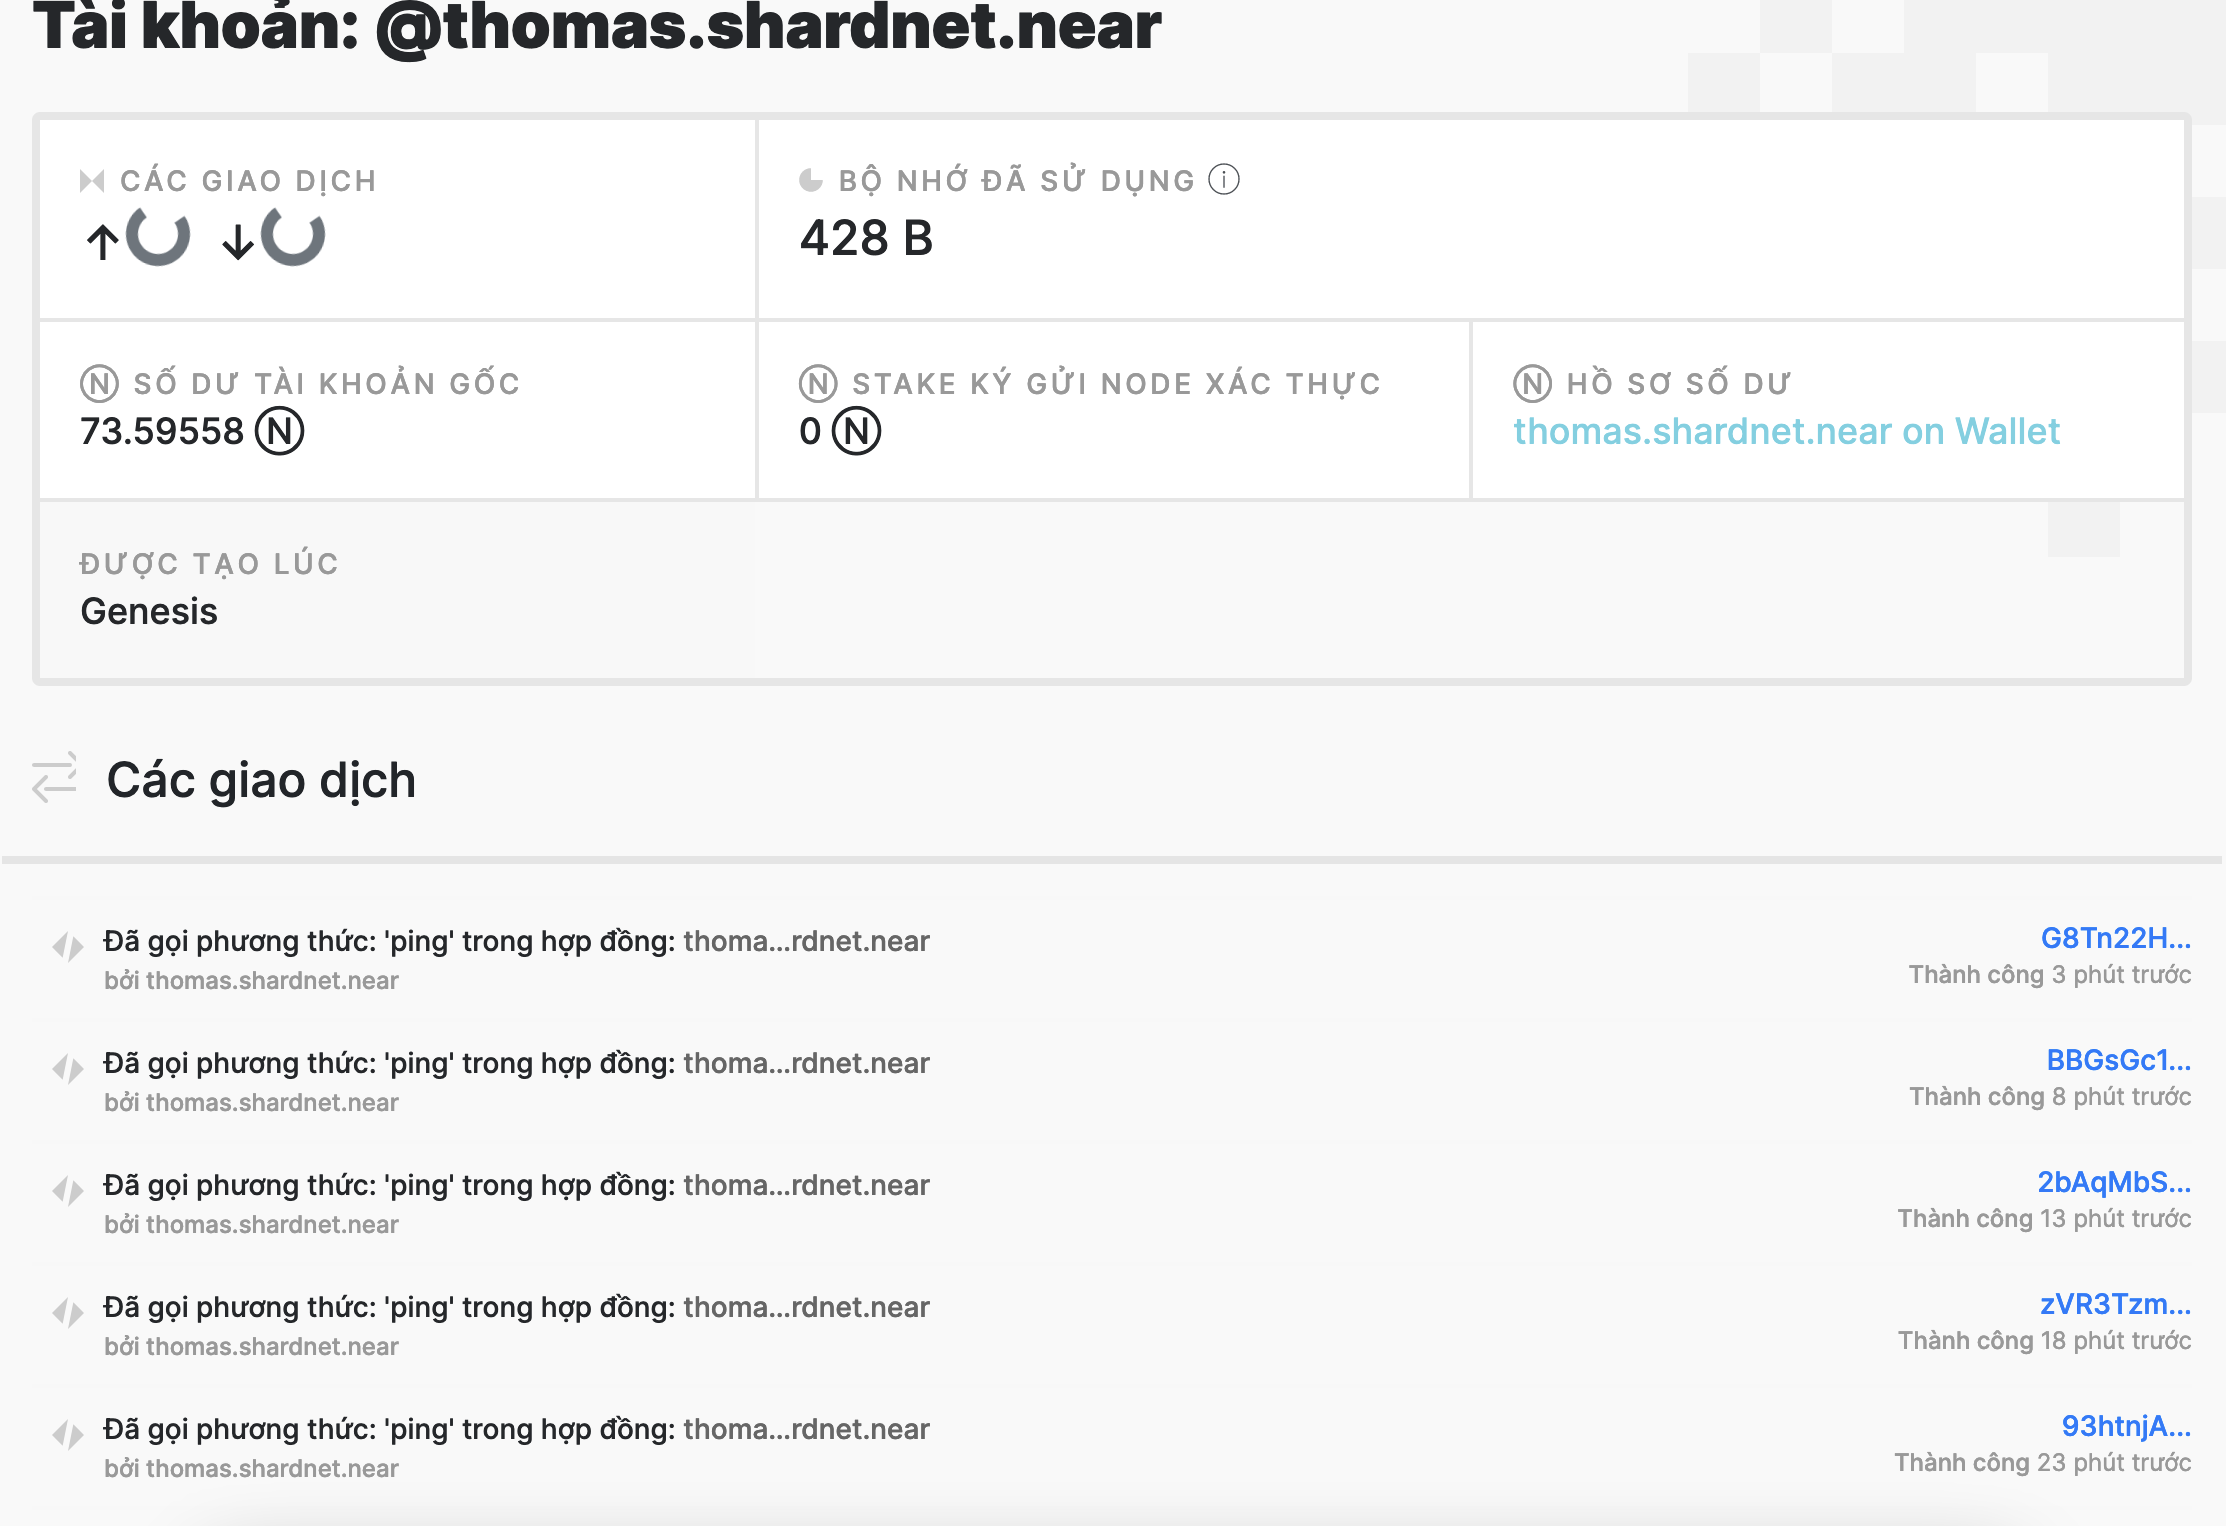 Tài khoản: @thomas.shardnet.near
CÁC GIAO DỊCH
BỘ NHỚ ĐÃ SỬ DỤNG
428 B
SỐ DƯ TÀI KHOẢN GỐC
73.59558
STAKE KÝ GỬI NODE XÁC THỰC
0
HỒ SƠ SỐ DƯ
thomas.shardnet.near on Wallet
ĐƯỢC TẠO LÚC
Genesis
Các giao dịch
Đã gọi phương thức: 'ping' trong hợp đồng: thoma...rdnet.near
bởi thomas.shardnet.near
G8Tn22H...
Thành công 3 phút trước
Đã gọi phương thức: 'ping' trong hợp đồng: thoma...rdnet.near
bởi thomas.shardnet.near
BBGsGc1...
Thành công 8 phút trước
Đã gọi phương thức: 'ping' trong hợp đồng: thoma...rdnet.near
bởi thomas.shardnet.near
2bAqMbS...
Thành công 13 phút trước
Đã gọi phương thức: 'ping' trong hợp đồng: thoma...rdnet.near
bởi thomas.shardnet.near
zVR3Tzm...
Thành công 18 phút trước
Đã gọi phương thức: 'ping' trong hợp đồng: thoma...rdnet.near
bởi thomas.shardnet.near
93htnjA...
Thành công 23 phút trước